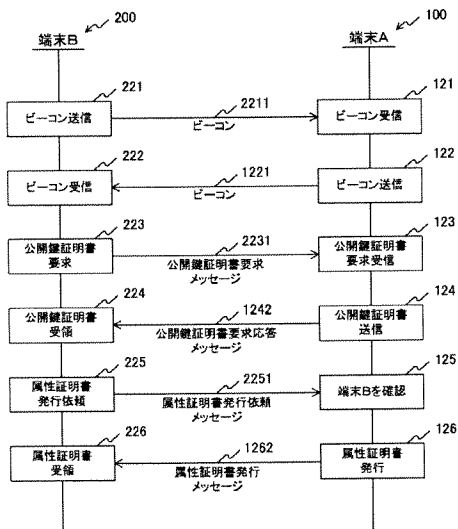 200
端末B
100
端末A
221
ビーコン送信
2211
ビーコン
121
ビーコン受信
222
ビーコン受信
1221
ビーコン
122
ビーコン送信
223
公開鍵証明書
要求
2231
公開鍵証明書要求
メッセージ
123
公開鍵証明書
要求受信
224
公開鍵証明書
受領
1242
公開鍵証明書要求応答
メッセージ
124
公開鍵証明書
送信
225
属性証明書
発行依頼
2251
属性証明書発行依頼
メッセージ
125
端末Bを確認
226
属性証明書
受領
1262
属性証明書発行
メッセージ
126
属性証明書
発行